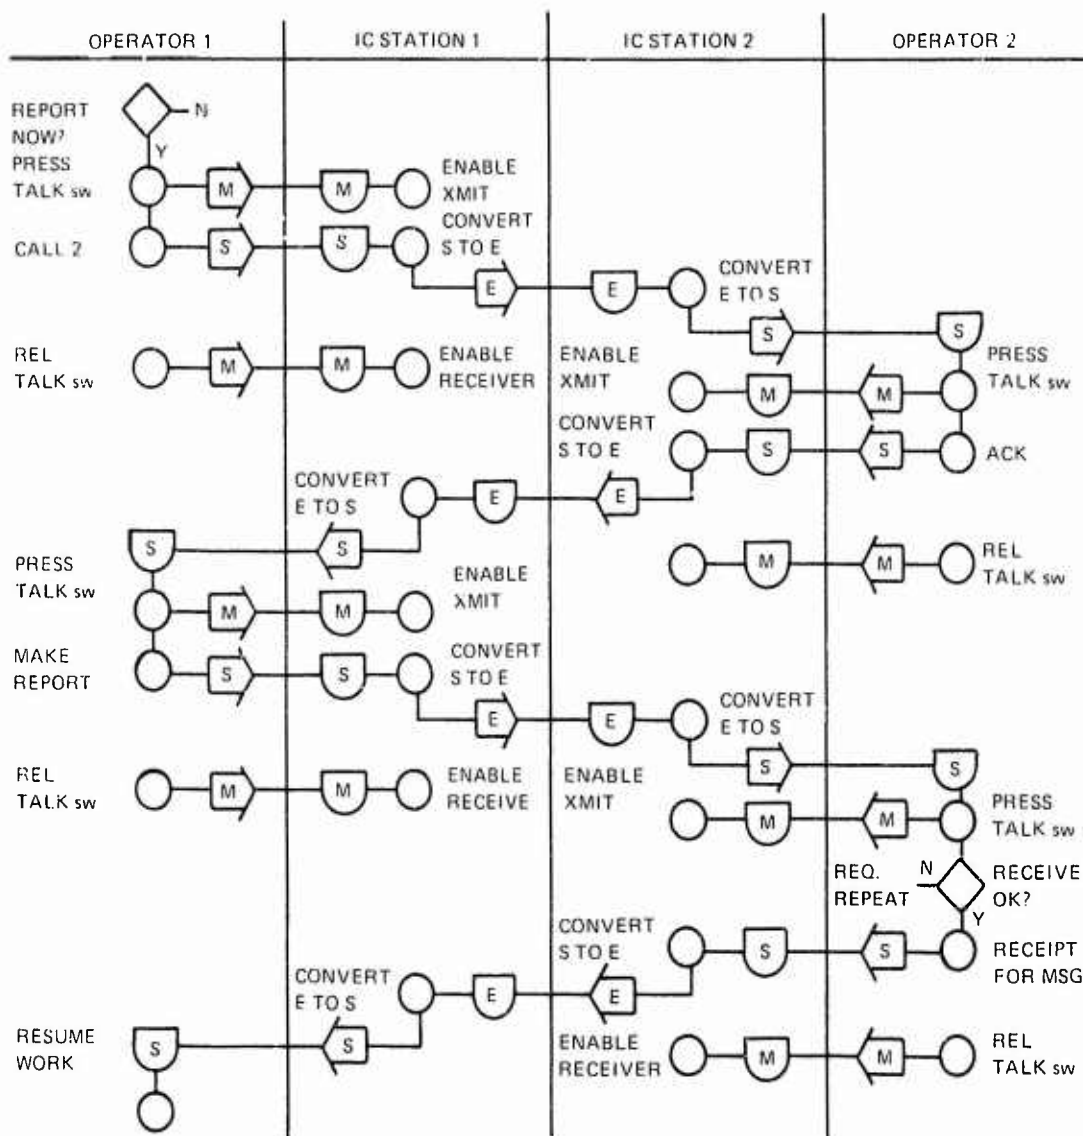 OPERATOR 1
IC STATION 1
IC STATION 2
OPERATOR 2
REPORT
NOW?
N
Y
PRESS
TALK sw
M
M
ENABLE
XMIT
CALL 2
S
S
CONVERT
S TO E
E
E
CONVERT
E TO S
S
S
REL
TALK sw
M
M
ENABLE
RECEIVER
ENABLE
XMIT
M
M
PRESS
TALK sw
CONVERT
S TO E
S
S
ACK
CONVERT
E TO S
E
E
S
S
M
M
REL
TALK sw
PRESS
TALK sw
M
M
ENABLE
XMIT
MAKE
REPORT
S
S
CONVERT
S TO E
E
E
CONVERT
E TO S
S
S
REL
TALK sw
M
M
ENABLE
RECEIVE
ENABLE
XMIT
M
M
PRESS
TALK sw
REQ.
REPEAT
N
RECEIVE
OK?
Y
CONVERT
S TO E
S
S
RECEIPT
FOR MSG
CONVERT
E TO S
E
E
RESUME
WORK
S
S
ENABLE
RECEIVER
M
M
REL
TALK sw